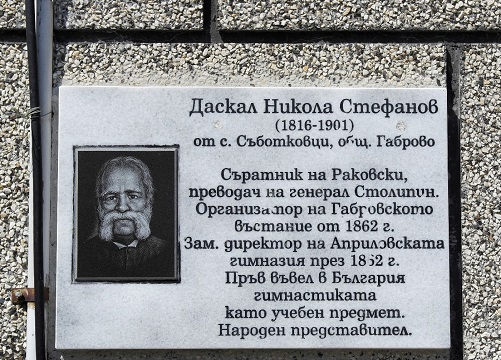 Даскал Никола Стефанов
(1816-1901)
от с. Съботковци, общ. Габрово
Съратник на Раковски,
преводач на генерал Столипин.
Организатор на Габровското
въстание от 1862 г.
Зам. директор на Априловската
гимназия през 1852 г.
Пръв въвел в България
гимнастиката
като учебен предмет.
Народен представител.